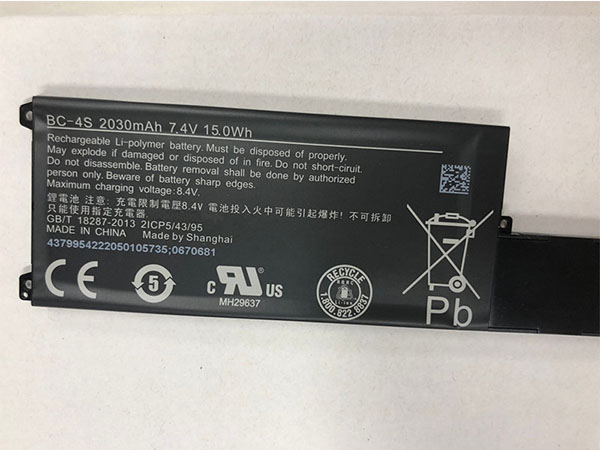 BC-4S 2030mAh 7.4V 15.0Wh
Rechargeable Li-polymer battery. Must be disposed of properly.
May explode if damaged or disposed of in fire. Do not short-circuit.
Do not disassemble. Battery removal shall be done by authorized
person only. Beware of battery sharp edges.
Maximum charging voltage:8.4V.
鋰電池 注意: 充電限制電壓8.4V 電池投入火中可能引起爆炸! 不可拆卸
只能使用指定充電器.
GB/T 18287-2013 2ICP5/43/95
MADE IN CHINA Made by Shanghai
4379954222050105735;0670681
CE
5
C RU US
MH29637
RECYCLE
LI-ION
1.800.822.8837
Pb